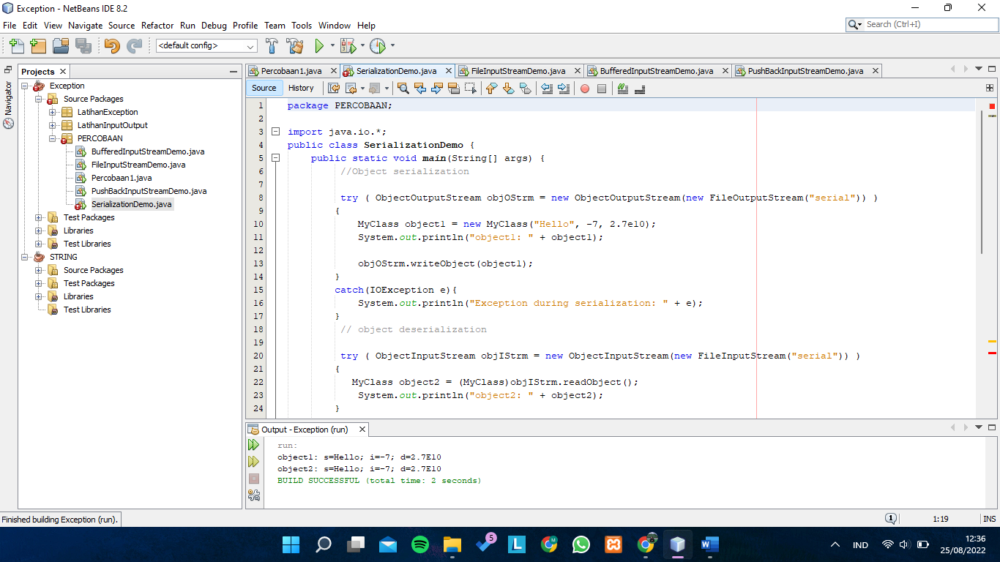 Exception - NetBeans IDE 8.2
File Edit View Navigate Source Refactor Run Debug Profile Team Tools Window Help
Search (Ctrl+I)
<default config>
Navigator
Projects
Exception
Source Packages
LatihanException
LatihanInputOutput
PERCOBAAN
BufferedInputStreamDemo.java
FileInputStreamDemo.java
Percobaan1.java
PushBackInputStreamDemo.java
SerializationDemo.java
Test Packages
Libraries
Test Libraries
STRING
Source Packages
Test Packages
Libraries
Test Libraries
Percobaan1.java SerializationDemo.java FileInputStreamDemo.java BufferedInputStreamDemo.java PushBackInputStreamDemo.java
Source History
1 package PERCOBAAN;
2
3 import java.io.*;
4 public class SerializationDemo {
5 public static void main(String[] args) {
6 //Object serialization
7
8 try ( ObjectOutputStream objOStrm = new ObjectOutputStream(new FileOutputStream("serial")) )
9 {
10 MyClass object1 = new MyClass("Hello", -7, 2.7e10);
11 System.out.println("object1: " + object1);
12
13 objOStrm.writeObject(object1);
14 }
15 catch(IOException e){
16 System.out.println("Exception during serialization: " + e);
17 }
18 // object deserialization
19
20 try ( ObjectInputStream objIStrm = new ObjectInputStream(new FileInputStream("serial")) )
21 {
22 MyClass object2 = (MyClass)objIStrm.readObject();
23 System.out.println("object2: " + object2);
24 }
Output - Exception (run)
run:
object1: s=Hello; i=-7; d=2.7E10
object2: s=Hello; i=-7; d=2.7E10
BUILD SUCCESSFUL (total time: 2 seconds)
Finished building Exception (run).
1
1:19
INS
5
L
W
IND
12:36
25/08/2022